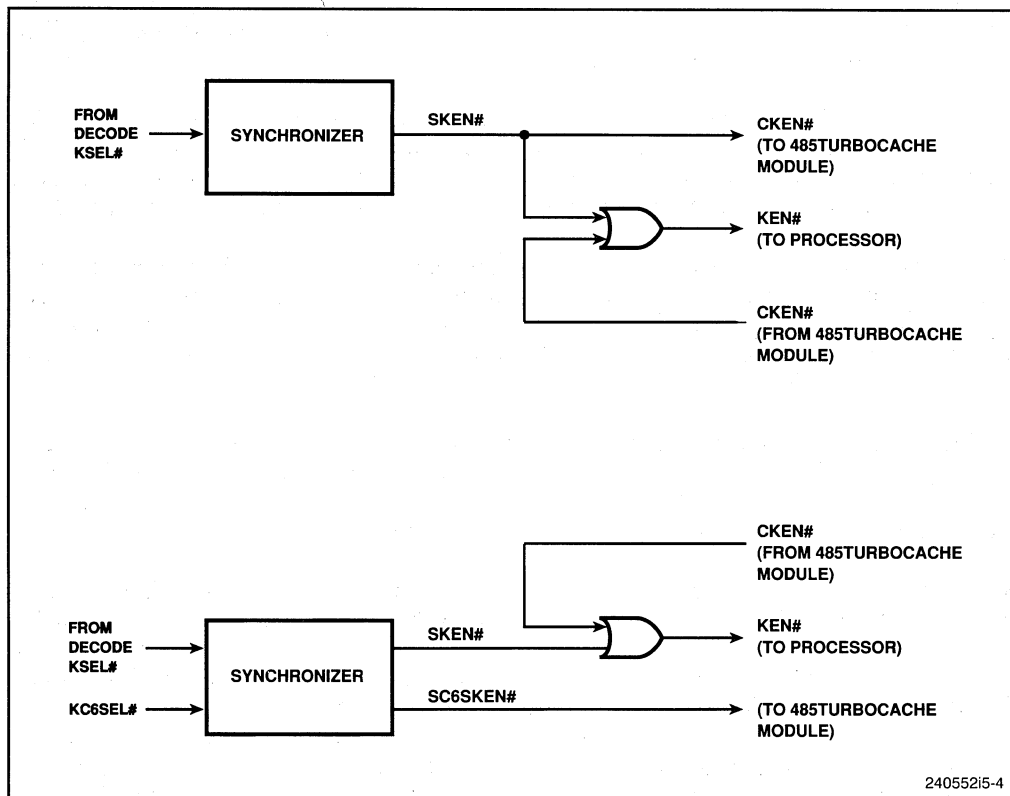 FROM
DECODE
KSEL#
SYNCHRONIZER
SKEN#
CKEN#
(TO 485TURBOCACHE
MODULE)
KEN#
(TO PROCESSOR)
CKEN#
(FROM 485TURBOCACHE
MODULE)
CKEN#
(FROM 485TURBOCACHE
MODULE)
FROM
DECODE
KSEL#
KC6SEL#
SYNCHRONIZER
SKEN#
SC6SKEN#
KEN#
(TO PROCESSOR)
(TO 485TURBOCACHE
MODULE)
240552i5-4